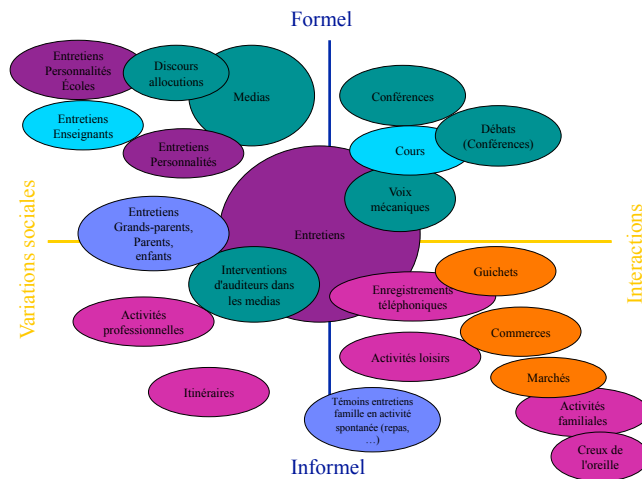 Formel
Entretiens
Personnalités
Écoles
Discours
allocutions
Medias
Conférences
Entretiens
Enseignants
Entretiens
Personnalités
Cours
Débats
(Conférences)
Voix
mécaniques
Variations sociales
Entretiens
Grands-parents,
Parents,
enfants
Entretiens
Interactions
Interventions
d'auditeurs dans
les medias
Guichets
Enregistrements
téléphoniques
Activités
professionnelles
Commerces
Activités loisirs
Itinéraires
Marchés
Témoins entretiens
famille en activité
spontanée (repas,
…)
Activités
familiales
Creux de
l'oreille
Informel